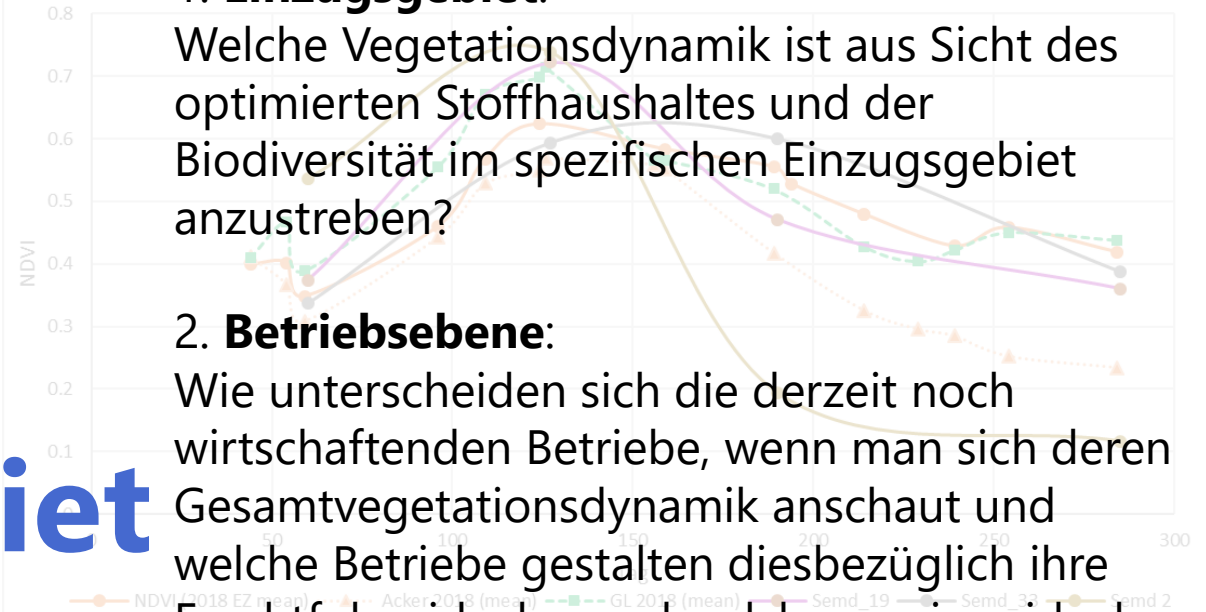 Einzugsgebiet:
Welche Vegetationsdynamik ist aus Sicht des
optimierten Stoffhaushaltes und der
Biodiversität im spezifischen Einzugsgebiet
anzustreben?
2. Betriebsebene:
Wie unterscheiden sich die derzeit noch
wirtschaftenden Betriebe, wenn man sich deren
Gesamtvegetationsdynamik anschaut und
welche Betriebe gestalten diesbezüglich ihre
iet
NDVI
0.8
0.7
0.6
0.5
0.4
0.3
0.2
0.1
50 100 150 200 250 300
NDVI (2018 EZ mean) Acker 2018 (mean) GL 2018 (mean) Semd_19 Semd_33 Semd 2